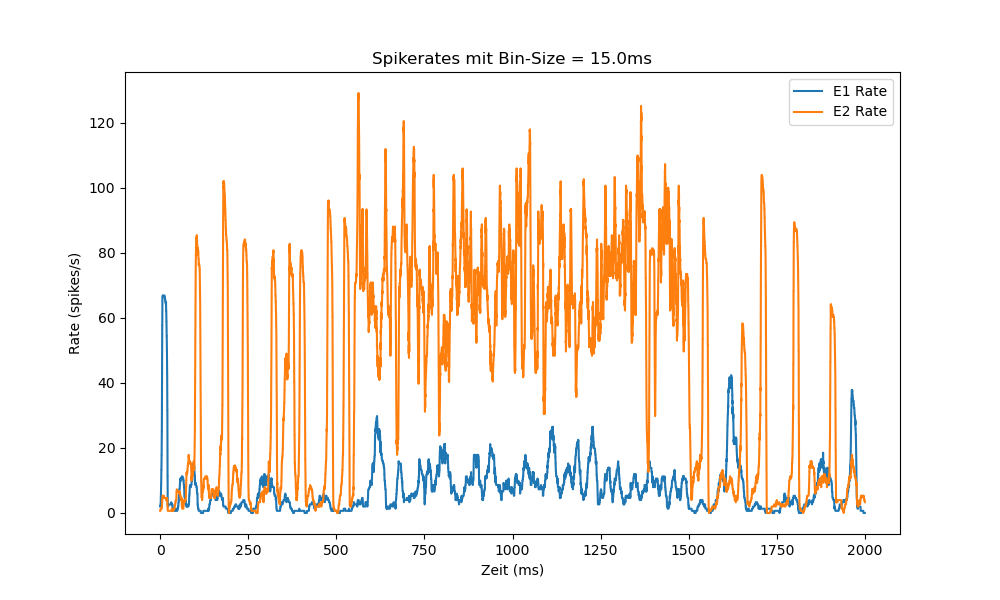 Spikerates mit Bin-Size = 15.0ms
E1 Rate
E2 Rate
Rate (spikes/s)
120
100
80
60
40
20
0
0 250 500 750 1000 1250 1500 1750 2000
Zeit (ms)